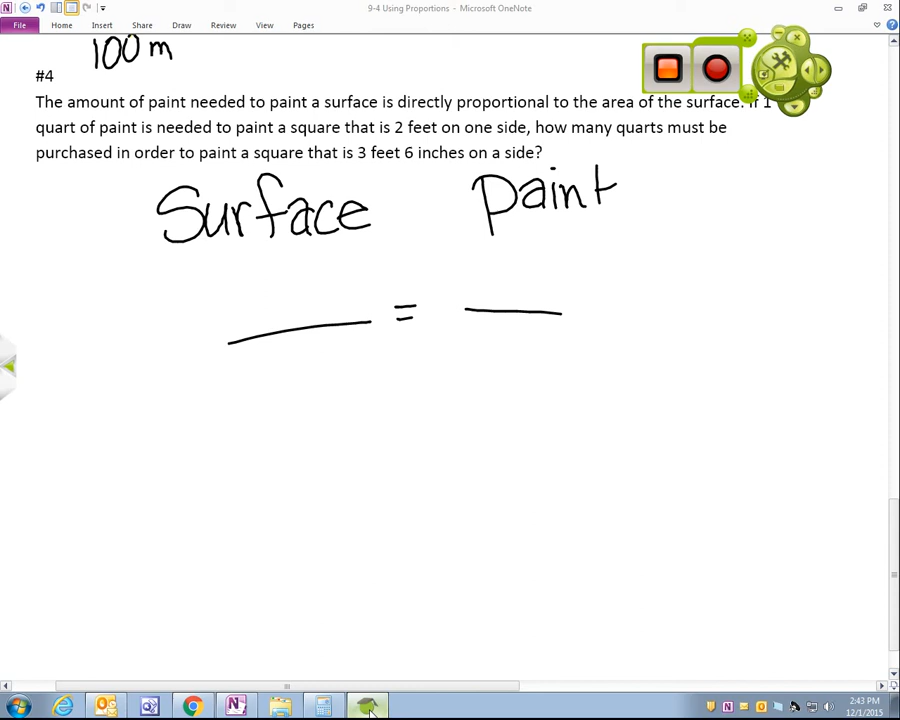 9-4 Using Proportions - Microsoft OneNote
File Home Insert Share Draw Review View Pages
100 m
#4
The amount of paint needed to paint a surface is directly proportional to the area of the surface. If 1
quart of paint is needed to paint a square that is 2 feet on one side, how many quarts must be
purchased in order to paint a square that is 3 feet 6 inches on a side?
Surface paint
=
2:43 PM
12/1/2015